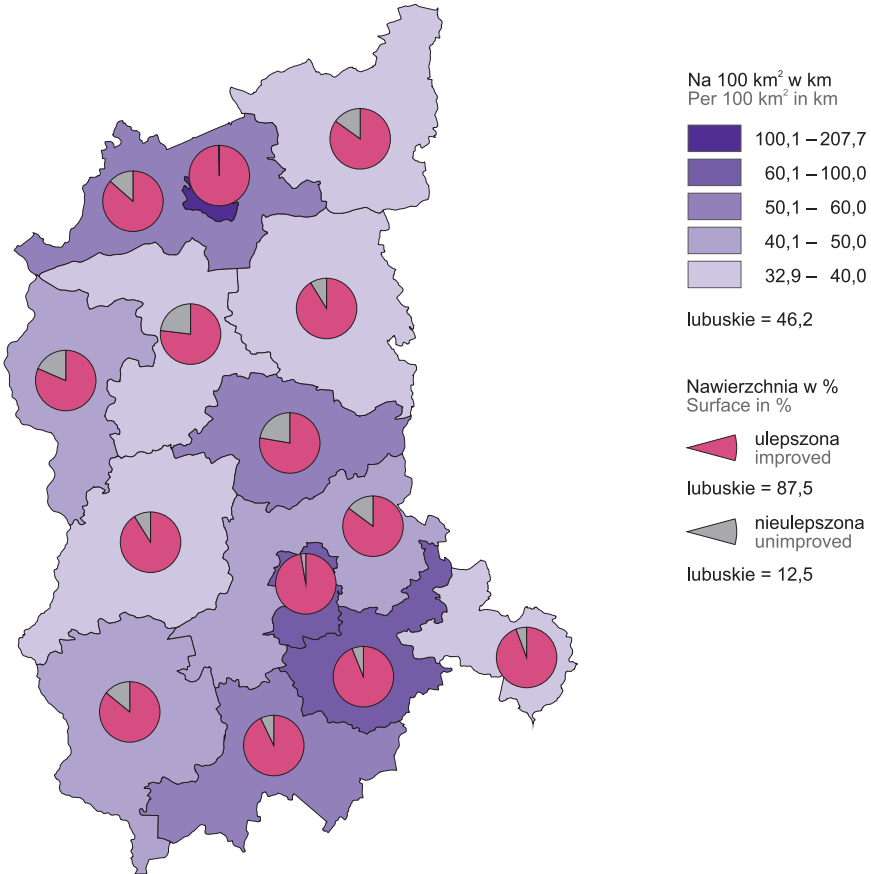 Na 100 km² w km
Per 100 km² in km
100,1 – 207,7
60,1 – 100,0
50,1 – 60,0
40,1 – 50,0
32,9 – 40,0
lubuskie = 46,2
Nawierzchnia w %
Surface in %
ulepszona
improved
lubuskie = 87,5
nieulepszona
unimproved
lubuskie = 12,5